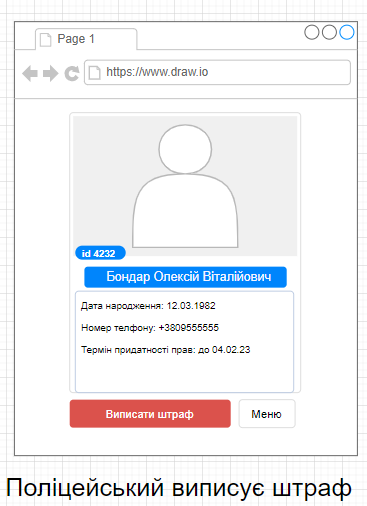 Page 1
https://www.draw.io
id 4232
Бондар Олексій Віталійович
Дата народження: 12.03.1982
Номер телефону: +3809555555
Термін придатності прав: до 04.02.23
Виписати штраф
Меню
Поліцейський виписує штраф